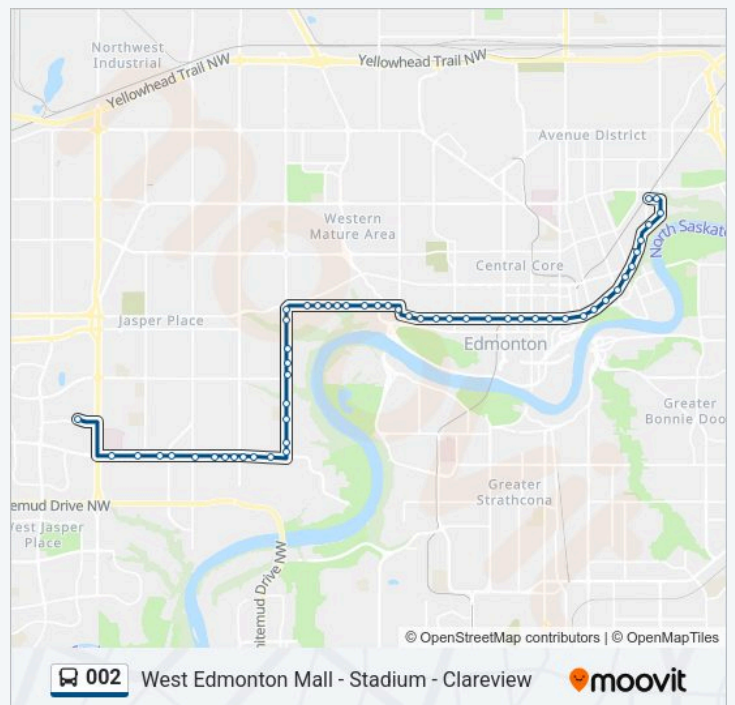 Northwest
Industrial
Yellowhead Trail NW
Yellowhead Trail NW
Avenue District
Western
Mature Area
North Saskat
Central Core
Jasper Place
Edmonton
Greater
Bonnie Doo
Greater
Strathcona
emud Drive NW
West Jasper
Place
hitemud Drive NW
moovit
© OpenStreetMap contributors | © OpenMapTiles
002 West Edmonton Mall - Stadium - Clareview moovit